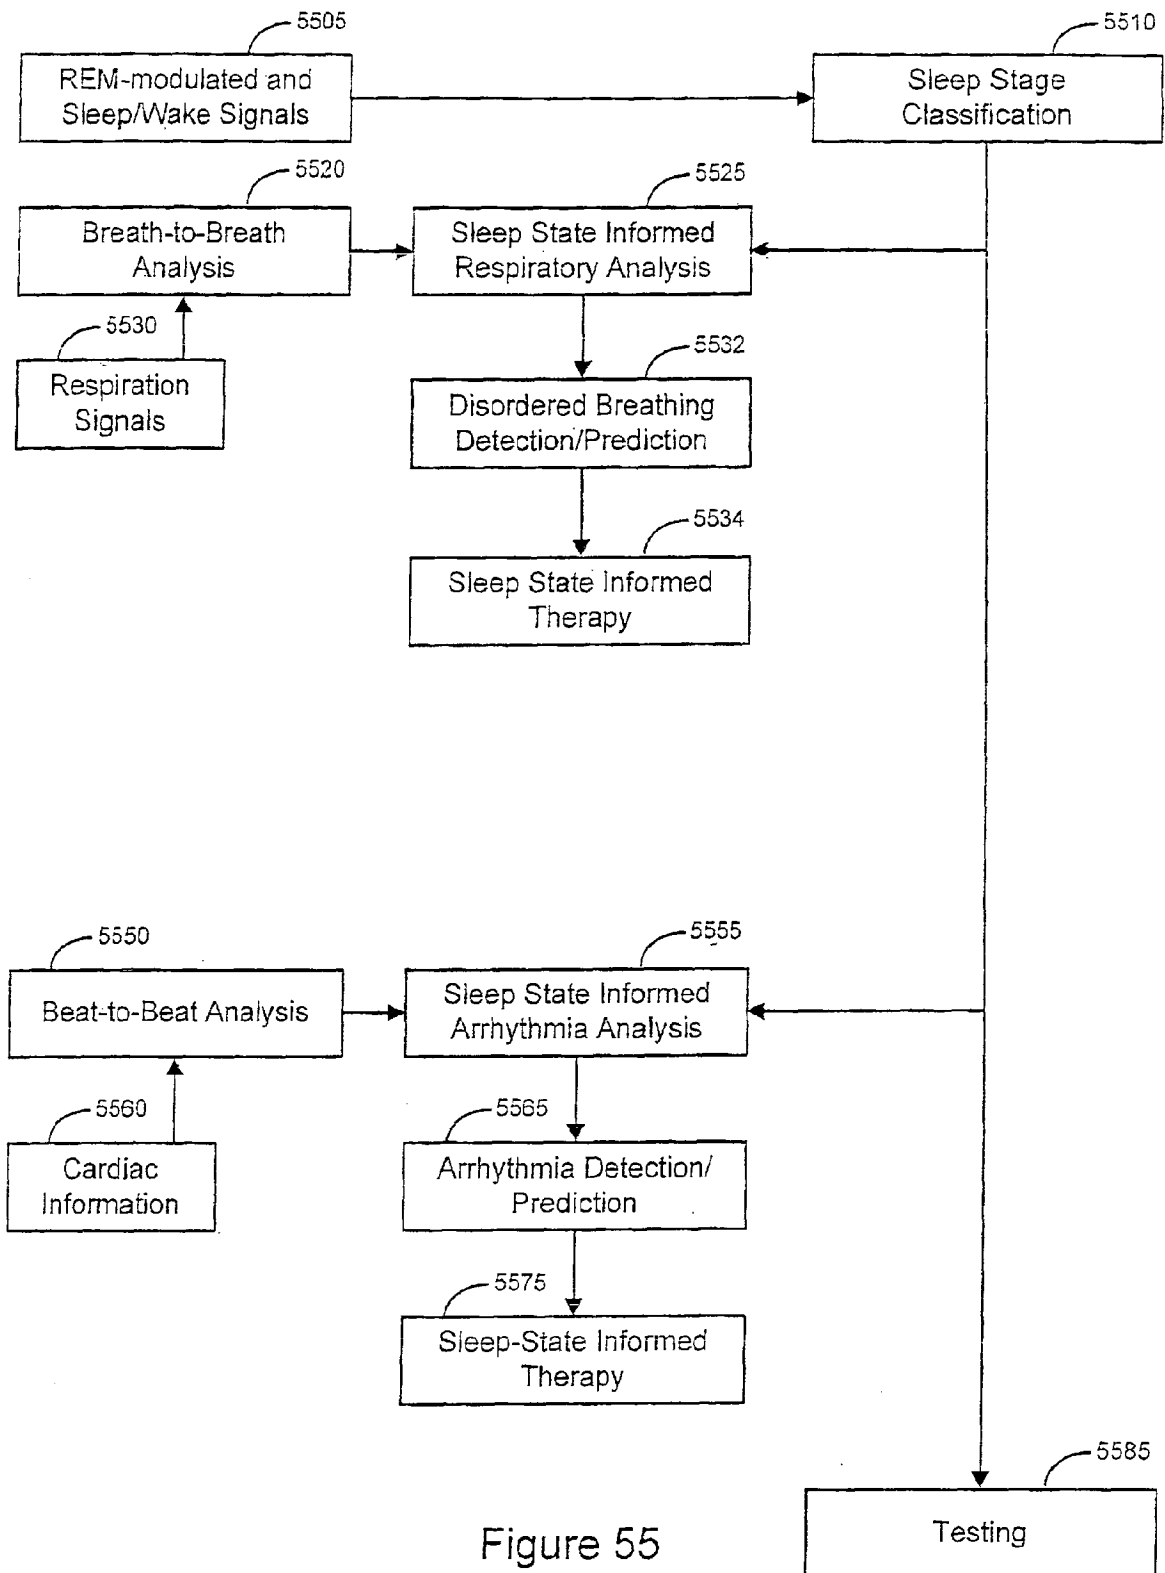 5505
REM-modulated and
Sleep/Wake Signals
5510
Sleep Stage
Classification
5520
Breath-to-Breath
Analysis
5525
Sleep State Informed
Respiratory Analysis
5530
Respiration
Signals
5532
Disordered Breathing
Detection/Prediction
5534
Sleep State Informed
Therapy
5550
Beat-to-Beat Analysis
5555
Sleep State Informed
Arrhythmia Analysis
5560
Cardiac
Information
5565
Arrhythmia Detection/
Prediction
5575
Sleep-State Informed
Therapy
5585
Testing
Figure 55